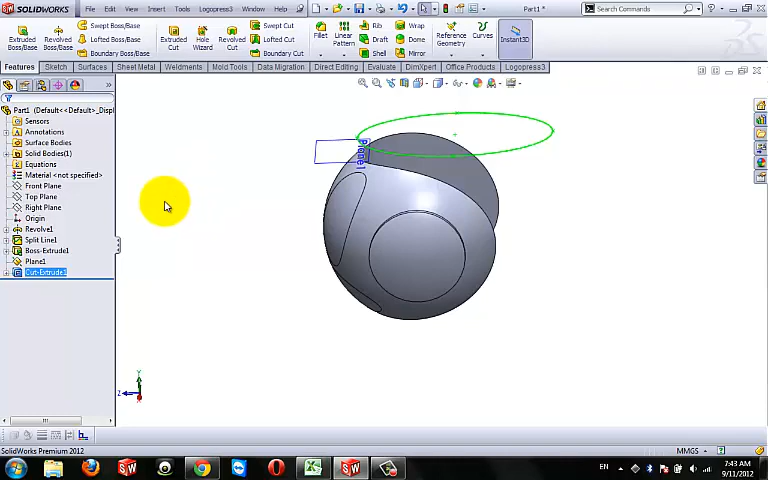 SOLIDWORKS File Edit View Insert Tools Logopress3 Window Help Part1 * Search Commands
Extruded Boss/Base Revolved Boss/Base Swept Boss/Base Lofted Boss/Base Boundary Boss/Base Extruded Cut Hole Wizard Revolved Cut Swept Cut Lofted Cut Boundary Cut Fillet Linear Pattern Rib Draft Shell Wrap Dome Mirror Reference Geometry Curves Instant3D
Features Sketch Surfaces Sheet Metal Weldments Mold Tools Data Migration Direct Editing Evaluate DimXpert Office Products Logopress3
Part1 (Default<<Default>_Displ
Sensors
Annotations
Surface Bodies
Solid Bodies(1)
Equations
Material <not specified>
Front Plane
Top Plane
Right Plane
Origin
Revolve1
Split Line1
Boss-Extrude1
Plane1
Cut-Extrude1
Plane1
Y
Z
SolidWorks Premium 2012 MMGS
EN 7:43 AM
9/11/2012